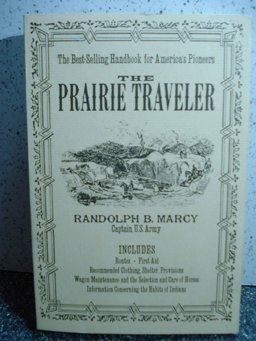 The Best-Selling Handbook for America's Pioneers
THE
PRAIRIE TRAVELER
RANDOLPH B. MARCY
Captain, U.S. Army
INCLUDES
Routes · First Aid
Recommended Clothing, Shelter, Provisions
Wagon Maintenance and the Selection and Care of Horses
Information Concerning the Habits of Indians